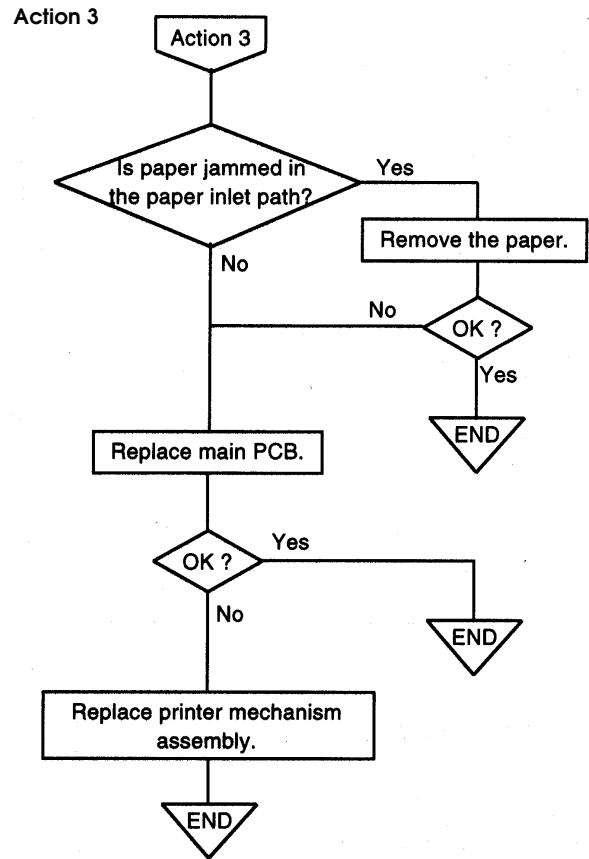 Action 3
Action 3
Is paper jammed in
the paper inlet path?
Yes
Remove the paper.
No
No
OK ?
Yes
END
Replace main PCB.
OK ?
Yes
No
END
Replace printer mechanism
assembly.
END